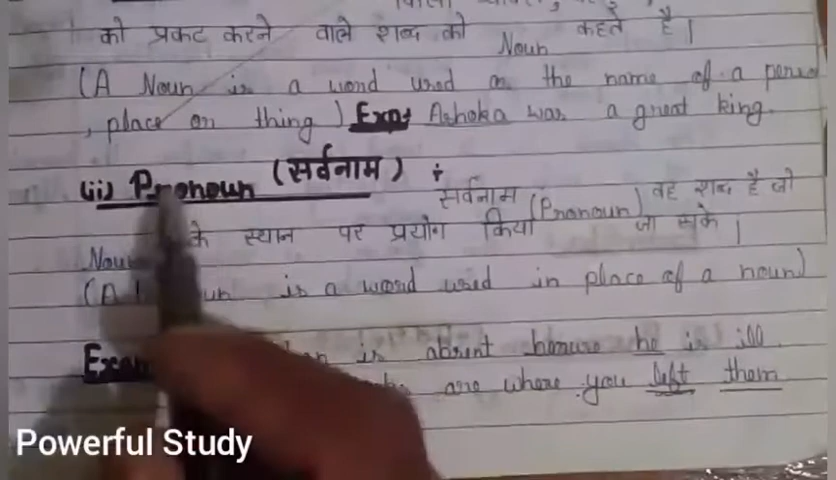 को प्रकट करने वाले शब्द को Noun कहते है।
(A Noun is a word used as the name of a person
, place or thing) Exp:- Ashoka was a great king.
(ii) Pronoun (सर्वनाम) :-
सर्वनाम (Pronoun) वह शब्द है जो
Noun के स्थान पर प्रयोग किया जा सके।
(A is a word used in place of a noun)
is absent because he is ill
are where you left them
Powerful Study